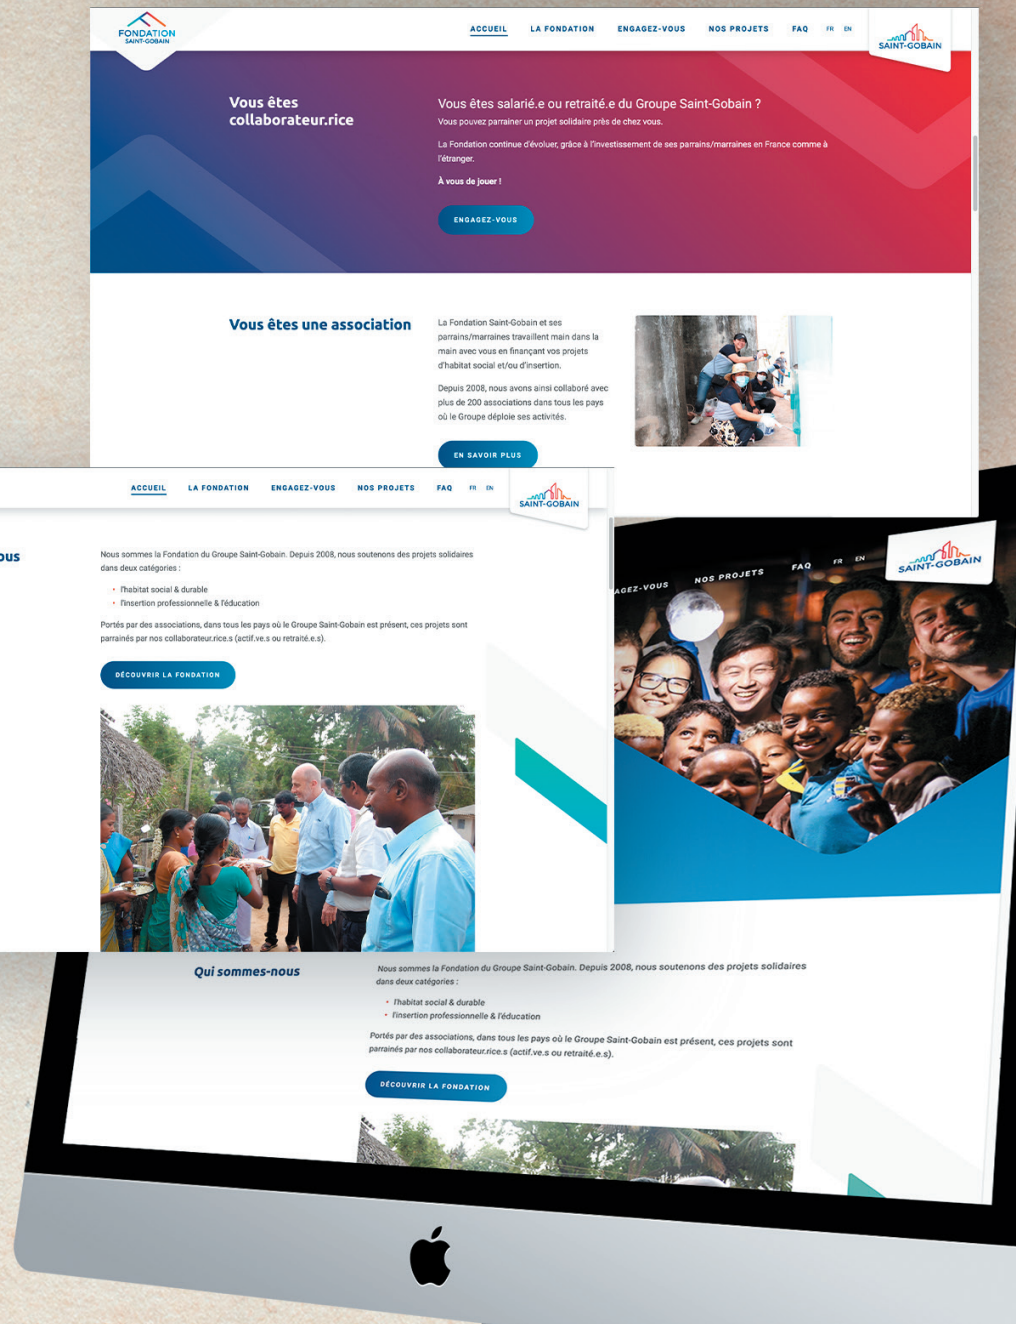 FONDATION
SAINT-GOBAIN
ACCUEIL LA FONDATION ENGAGEZ-VOUS NOS PROJETS FAQ FR EN
SAINT-GOBAIN
Vous êtes
collaborateur.rice
Vous êtes salarié.e ou retraité.e du Groupe Saint-Gobain ?
Vous pouvez parrainer un projet solidaire près de chez vous.
La Fondation continue d'évoluer, grâce à l'investissement de ses parrains/marraines en France comme à
l'étranger.
À vous de jouer !
ENGAGEZ-VOUS
Vous êtes une association
La Fondation Saint-Gobain et ses
parrains/marraines travaillent main dans la
main avec vous en finançant vos projets
d'habitat social et/ou d'insertion.
Depuis 2008, nous avons ainsi collaboré avec
plus de 200 associations dans tous les pays
où le Groupe déploie ses activités.
EN SAVOIR PLUS
ACCUEIL LA FONDATION ENGAGEZ-VOUS NOS PROJETS FAQ FR EN
SAINT-GOBAIN
ous
Nous sommes la Fondation du Groupe Saint-Gobain. Depuis 2008, nous soutenons des projets solidaires
dans deux catégories :
• l'habitat social & durable
• l'insertion professionnelle & l'éducation
Portés par des associations, dans tous les pays où le Groupe Saint-Gobain est présent, ces projets sont
parrainés par nos collaborateur.rice.s (actif.ve.s ou retraité.e.s).
DÉCOUVRIR LA FONDATION
AGEZ-VOUS NOS PROJETS FAQ FR EN
SAINT-GOBAIN
Qui sommes-nous
Nous sommes la Fondation du Groupe Saint-Gobain. Depuis 2008, nous soutenons des projets solidaires
dans deux catégories :
• l'habitat social & durable
• l'insertion professionnelle & l'éducation
Portés par des associations, dans tous les pays où le Groupe Saint-Gobain est présent, ces projets sont
parrainés par nos collaborateur.rice.s (actif.ve.s ou retraité.e.s).
DÉCOUVRIR LA FONDATION